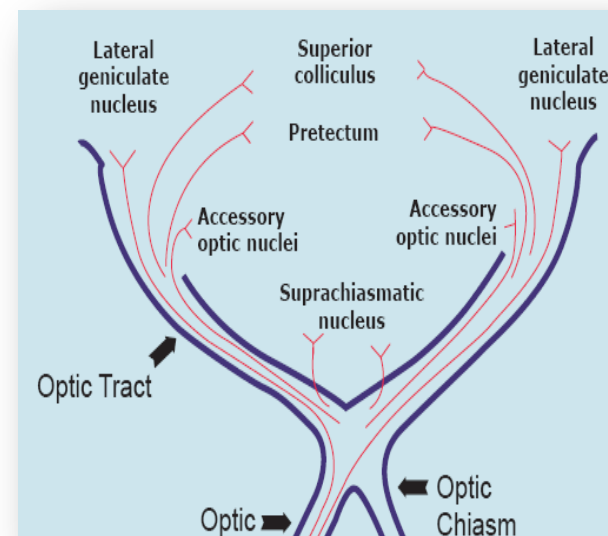 Lateral
geniculate
nucleus
Superior
colliculus
Lateral
geniculate
nucleus
Pretectum
Accessory
optic nuclei
Accessory
optic nuclei
Suprachiasmatic
nucleus
Optic Tract
Optic
Optic
Chiasm